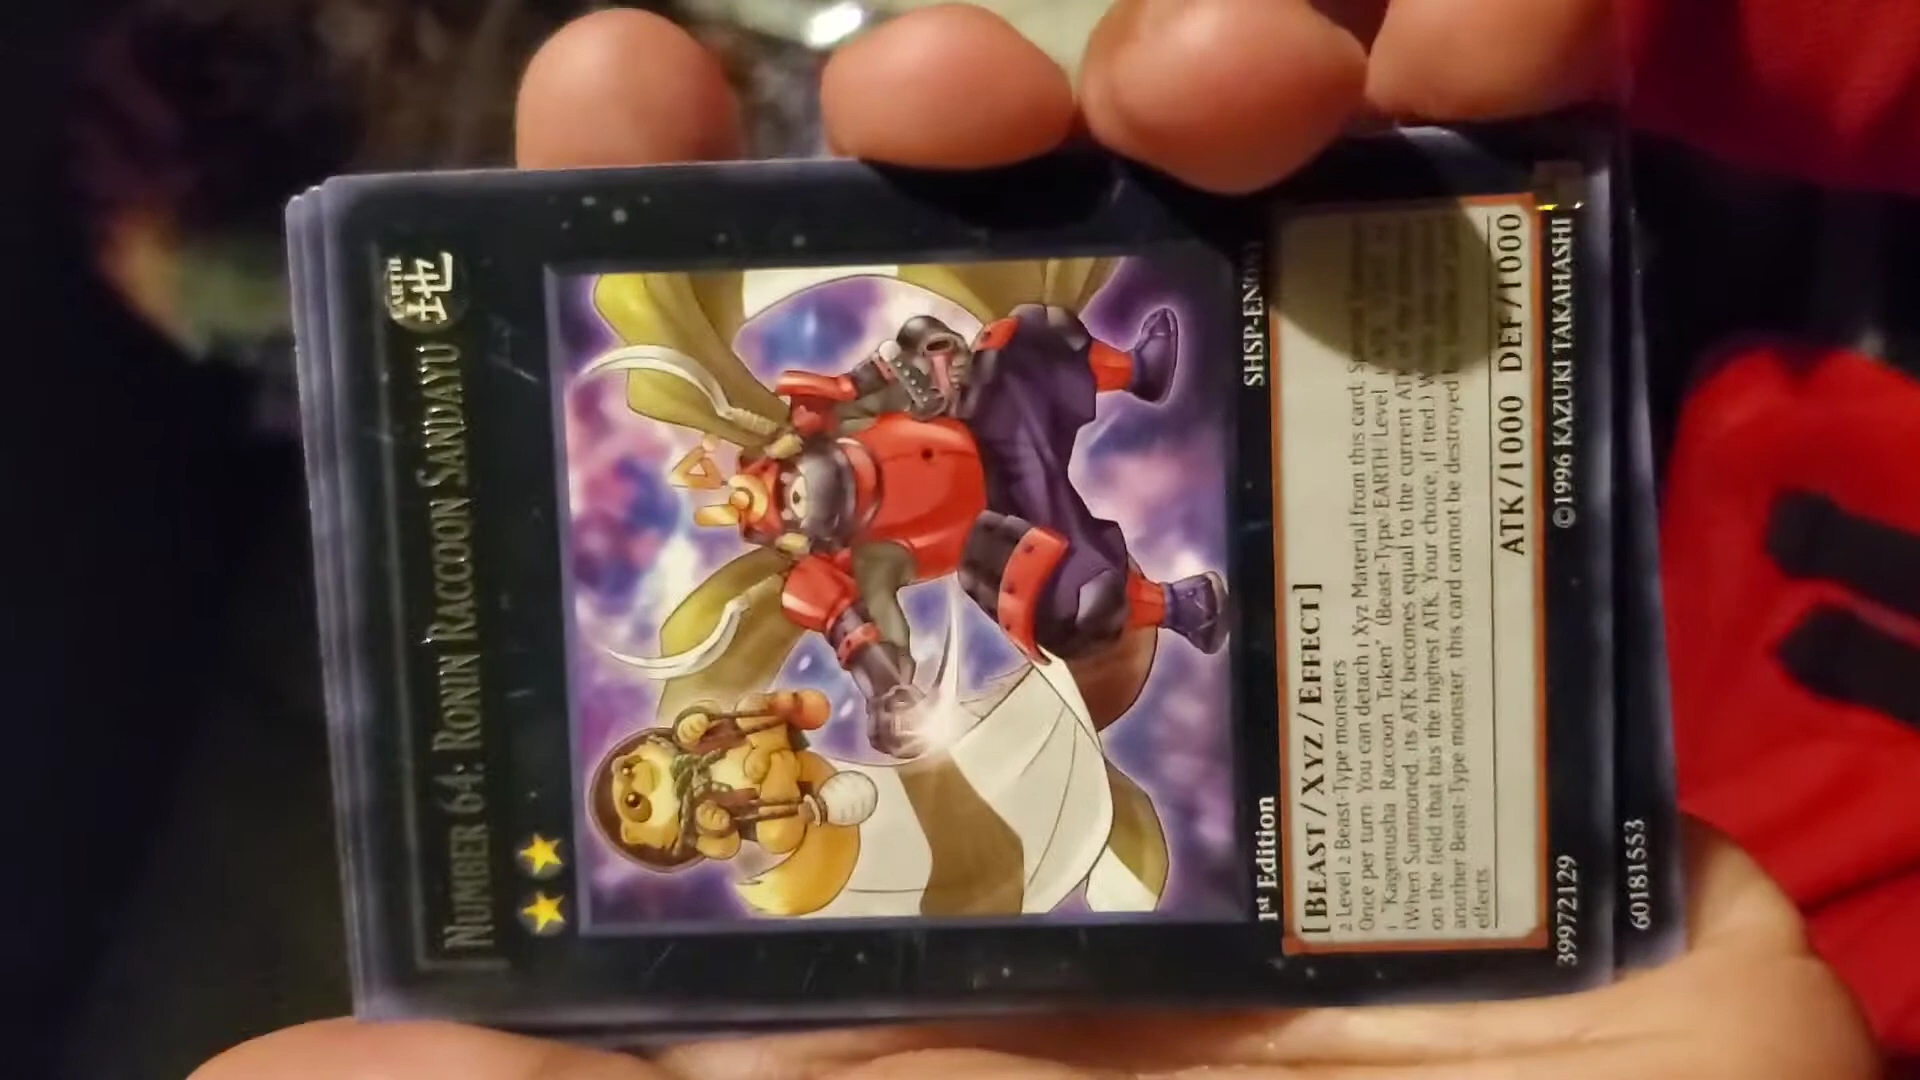 NUMBER 64: RONIN RACCOON SANDAYU
EARTH
地
1st Edition
SHSP-EN0
[BEAST/XYZ/EFFECT]
2 Level 2 Beast-Type monsters
Once per turn: You can detach 1 Xyz Material from this card;
1 "Kagemusha Raccoon Token" (Beast-Type/EARTH/Level
(When Summoned, its ATK becomes equal to the current
on the field that has the highest ATK. Your choice, if tied.)
another Beast-Type monster, this card cannot be destroyed
effects.
ATK/1000 DEF/1000
39972129
©1996 KAZUKI TAKAHASHI
60181553